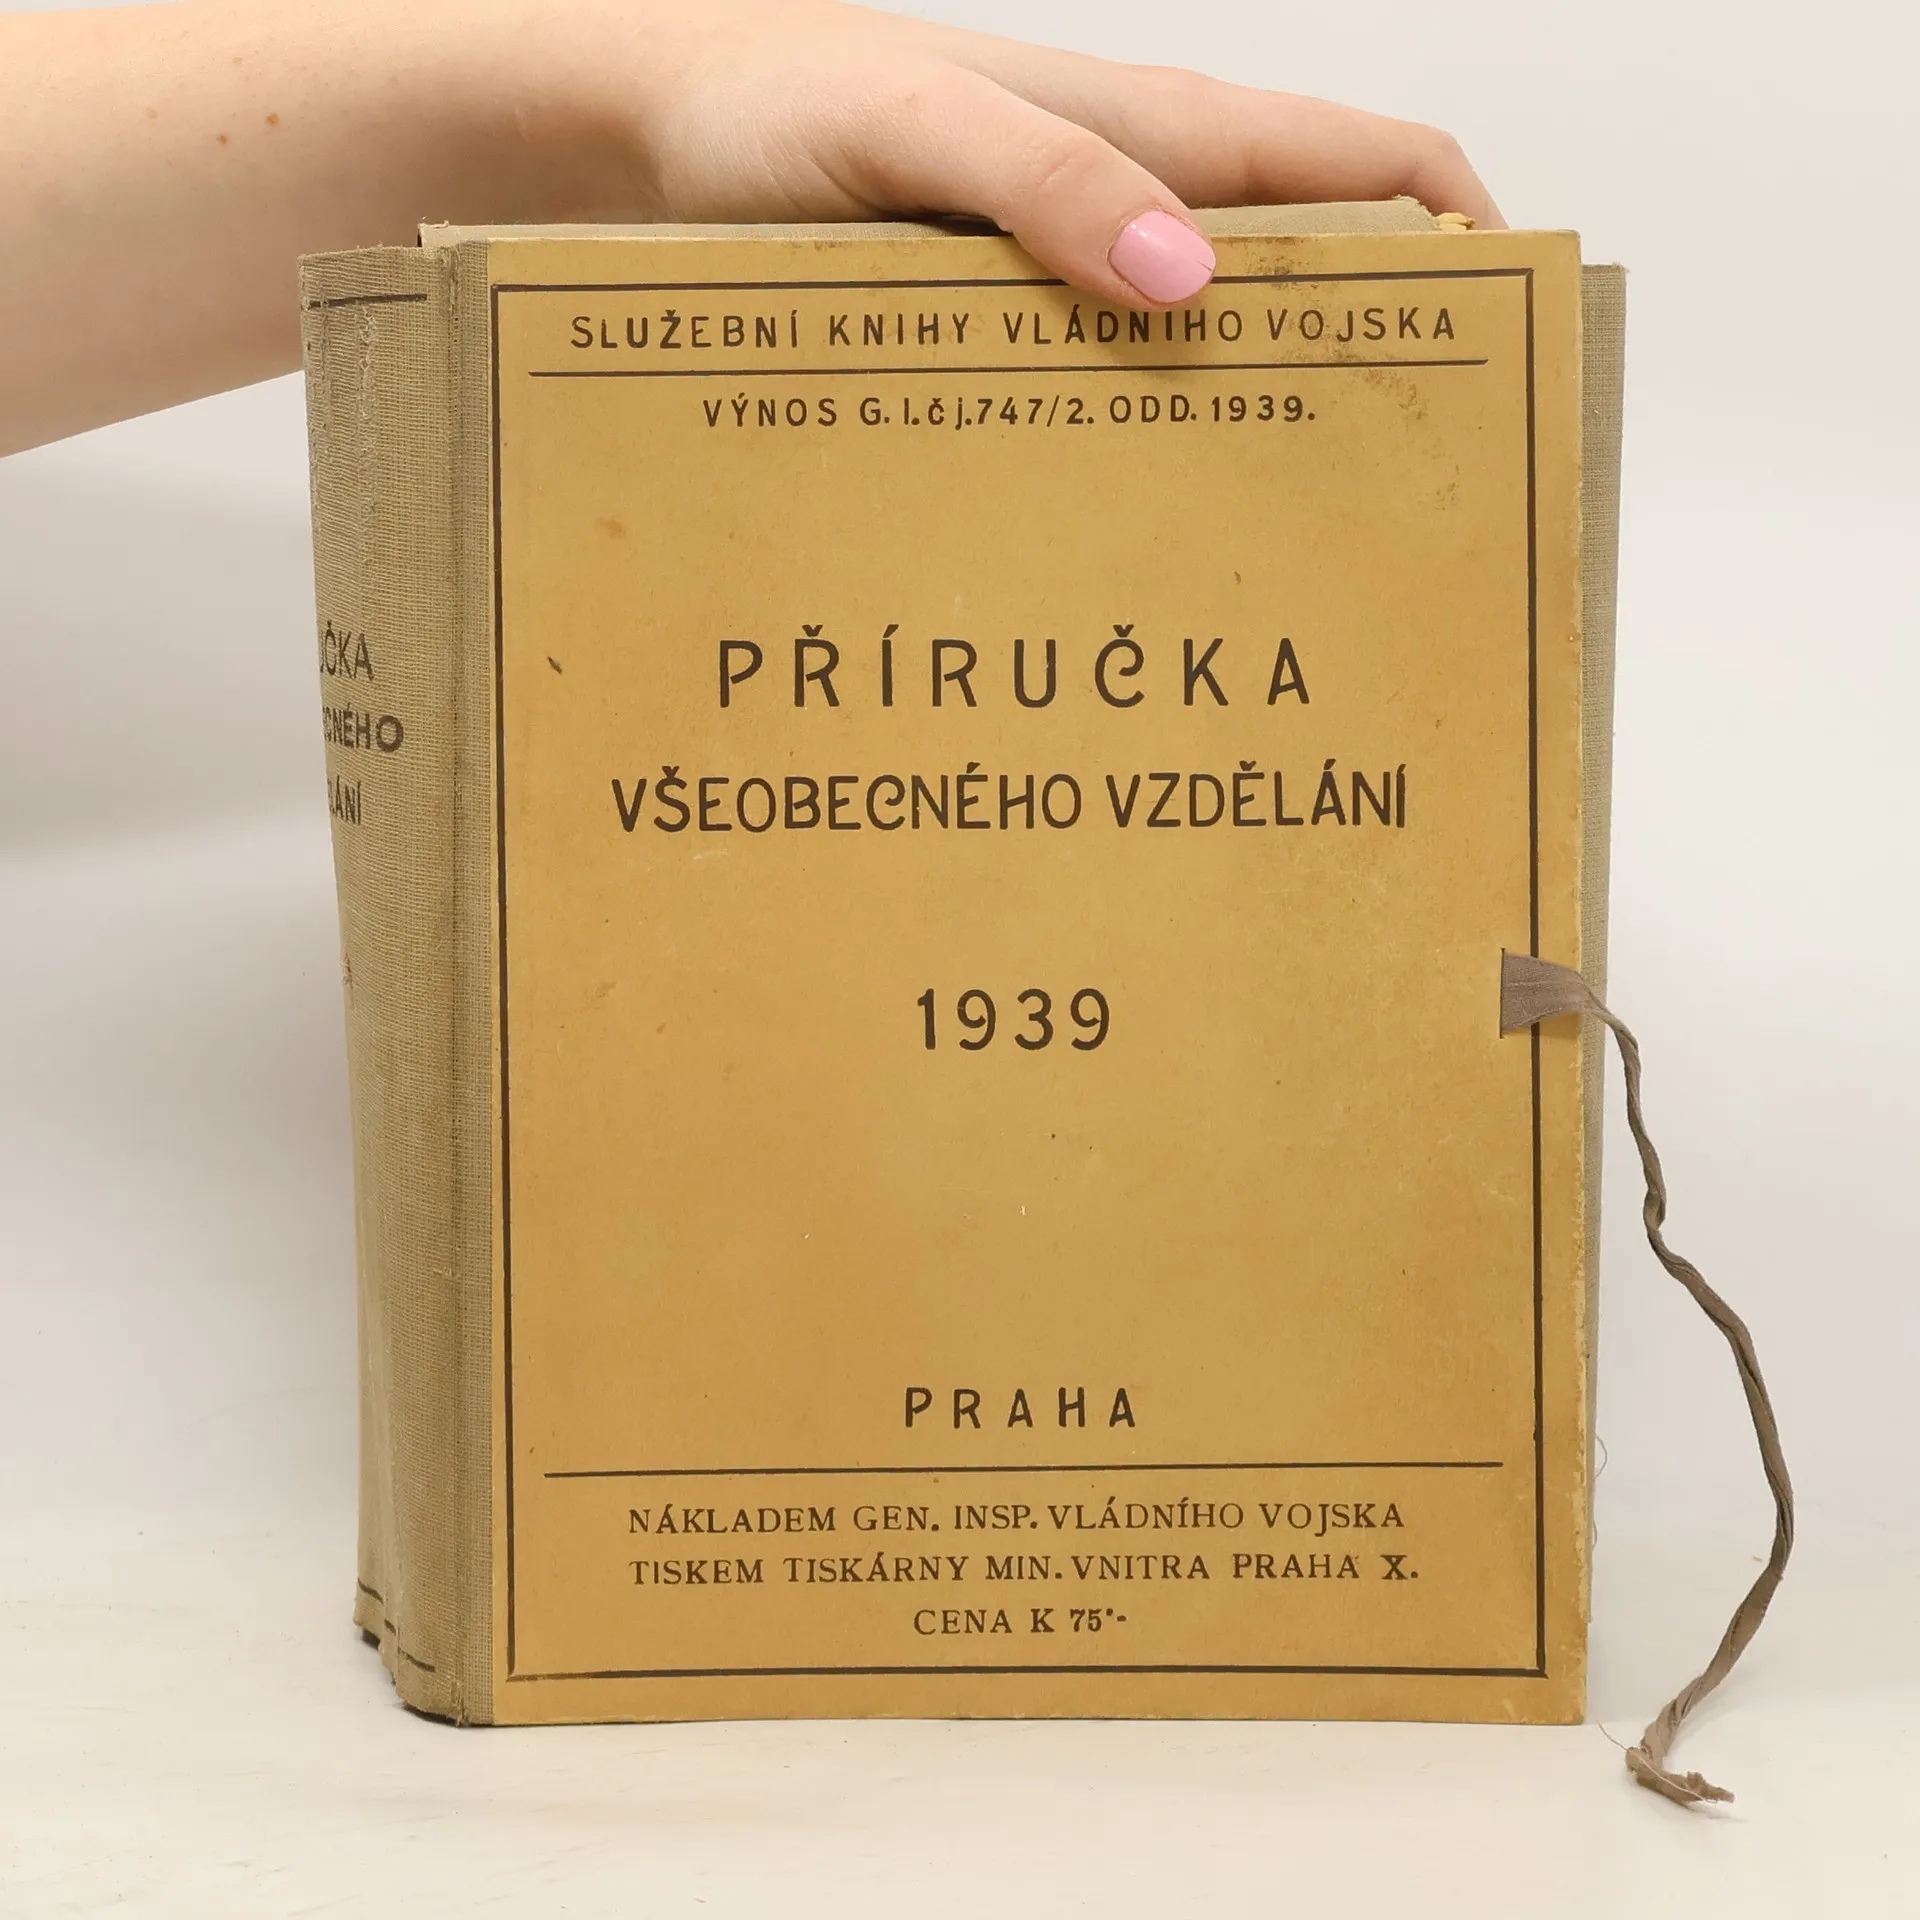 SLUŽEBNÍ KNIHY VLÁDNÍHO VOJSKA
VÝNOS G. I.č j.747/2. ODD. 1939.
PŘÍRUČKA
VŠEOBECNÉHO VZDĚLÁNÍ
1939
PRAHA
NÁKLADEM GEN. INSP. VLÁDNÍHO VOJSKA
TISKEM TISKÁRNY MIN. VNITRA PRAHA X.
CENA K 75'-